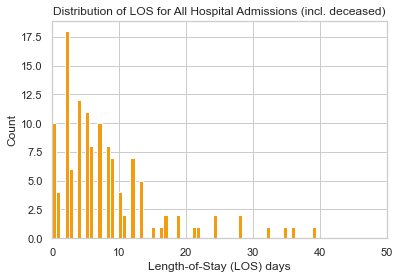 Distribution of LOS for All Hospital Admissions (incl. deceased)
17.5
15.0
12.5
10.0
7.5
5.0
2.5
0.0
Count
0 10 20 30 40 50
Length-of-Stay (LOS) days